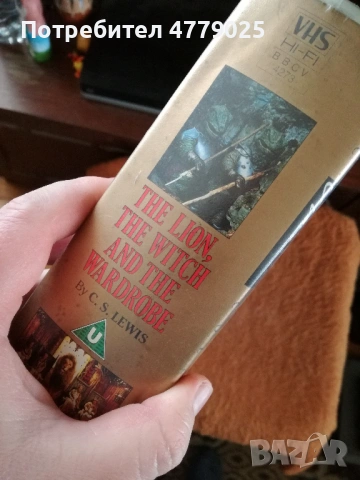 Потребител 4779025
VHS
HI-FI
BBCV
THE LION,
THE WITCH
AND THE
WARDROBE
By C. S. LEWIS
U
BAZAR